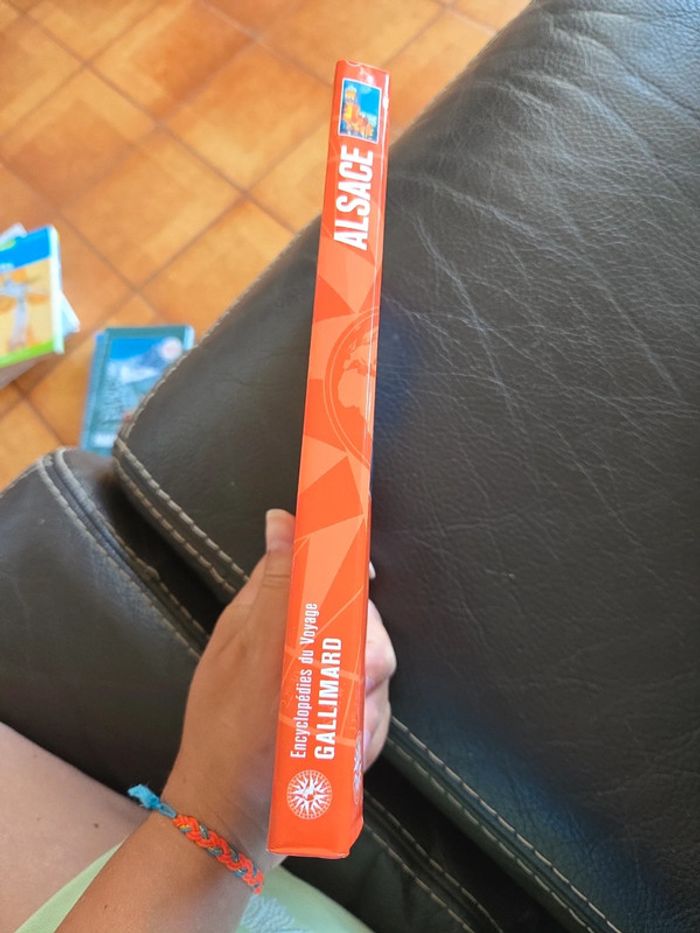 ALSACE
Encyclopédies du Voyage
GALLIMARD